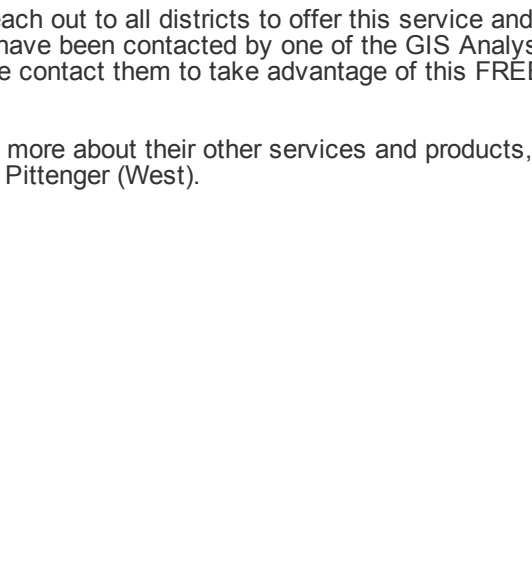 each out to all districts to offer this service and
have been contacted by one of the GIS Analys
e contact them to take advantage of this FREE
more about their other services and products,
Pittenger (West).